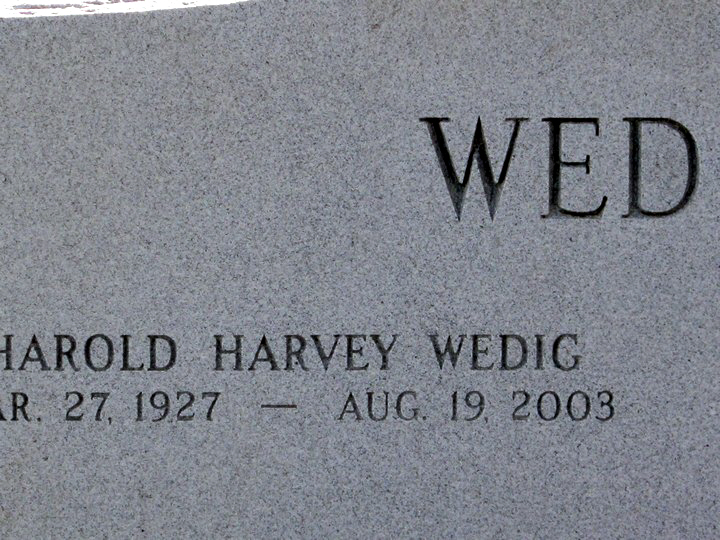 WED
HAROLD HARVEY WEDIG
AR. 27, 1927 — AUG. 19, 2003